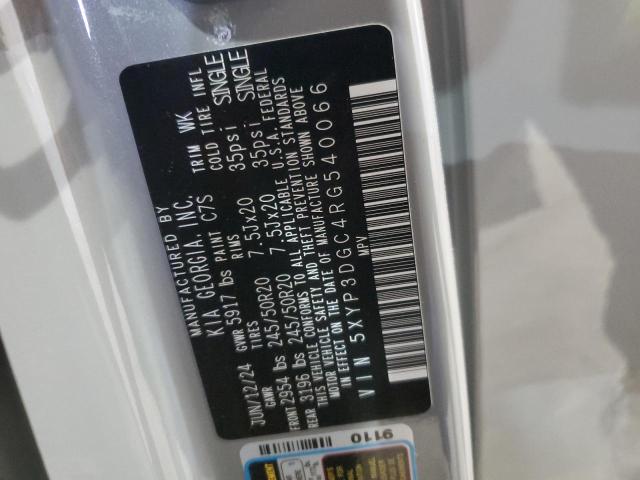 MANUFACTURED BY
KIA GEORGIA INC.
JUN/12/24 PAINT C7S TRIM WK
GVWR 5917 lbs
GAWR TIRES RIMS COLD TIRE INFL
FRONT 2954 lbs 245/50R20 7.5Jx20 35psi SINGLE
REAR 3196 lbs 245/50R20 7.5Jx20 35psi SINGLE
THIS VEHICLE CONFORMS TO ALL APPLICABLE U.S.A. FEDERAL
MOTOR VEHICLE SAFETY AND THEFT PREVENTION STANDARDS
IN EFFECT ON THE DATE OF MANUFACTURE SHOWN ABOVE
VIN 5XYP3DGC4RG540066
MPV
9110